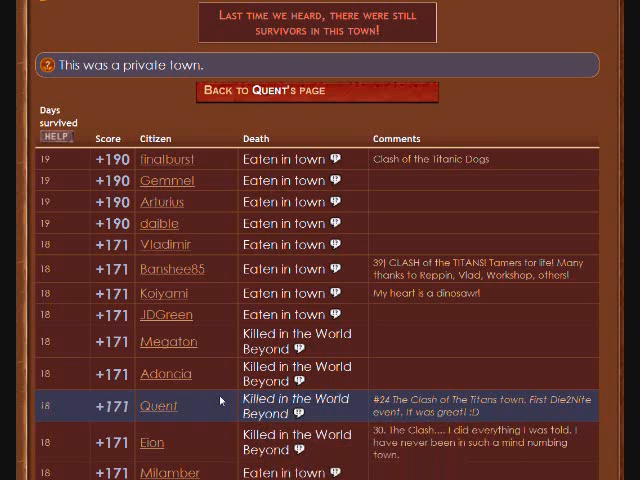 LAST TIME WE HEARD, THERE WERE STILL
SURVIVORS IN THIS TOWN!
This was a private town.
BACK TO QUENT'S PAGE
Days
survived
HELP
Score Citizen Death Comments
19 +190 finalburst Eaten in town Clash of the Titanic Dogs
19 +190 Gemmel Eaten in town
19 +190 Arturius Eaten in town
19 +190 daible Eaten in town
18 +171 Vladimir Eaten in town
18 +171 Banshee85 Eaten in town 39) CLASH of the TITANS! Tamers for life! Many
thanks to Reppin, Vlad, Workshop, others!
18 +171 Koiyami Eaten in town My heart is a dinosawr!
18 +171 JDGreen Eaten in town
18 +171 Megaton Killed in the World
Beyond
18 +171 Adoncia Killed in the World
Beyond
18 +171 Quent Killed in the World #24 The Clash of The Titans town. First Die2Nite
Beyond event. It was great! :D
18 +171 Eion Killed in the World 30. The Clash.... I did everything I was told. I
Beyond have never been in such a mind numbing
town.
18 +171 Milamber Eaten in town